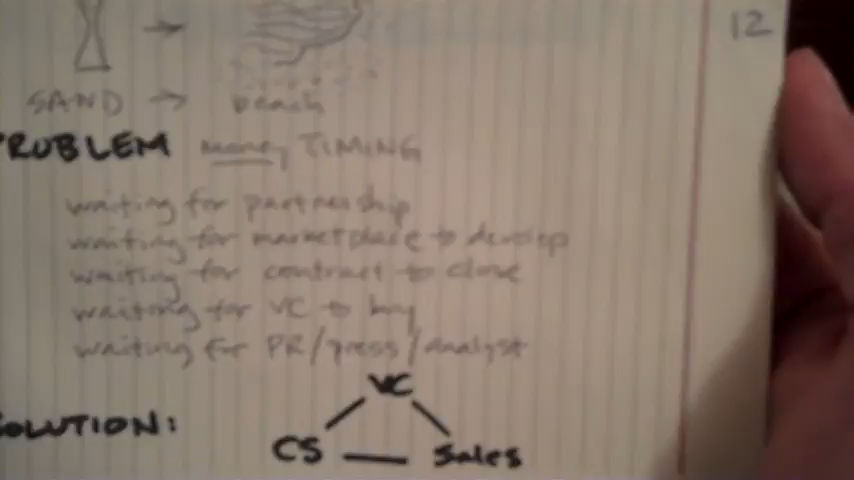 12
SAND → beach
PROBLEM money TIMING
waiting for partnership
waiting for marketplace to develop
waiting for contract to close
waiting for VC to buy
waiting for PR/press/analyst
VC
SOLUTION:
CS — Sales